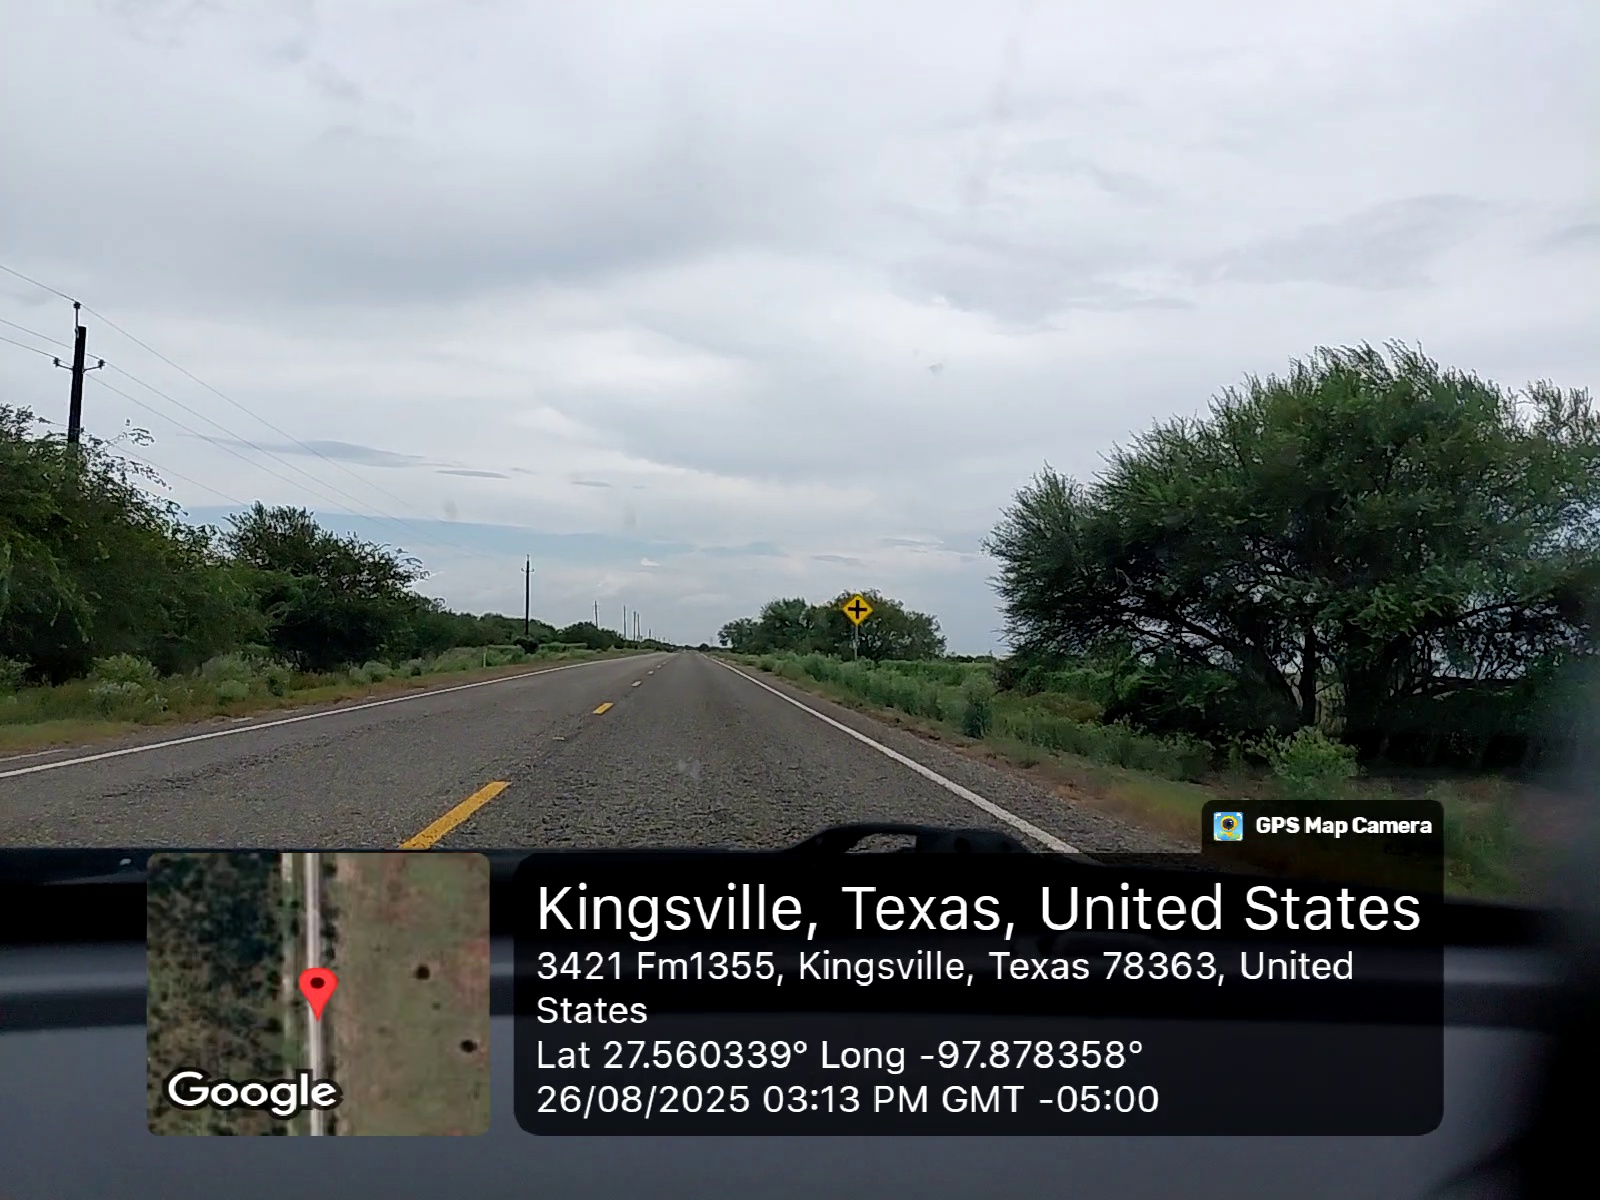 GPS Map Camera
Kingsville, Texas, United States
3421 Fm1355, Kingsville, Texas 78363, United
States
Lat 27.560339° Long -97.878358°
26/08/2025 03:13 PM GMT -05:00
Google